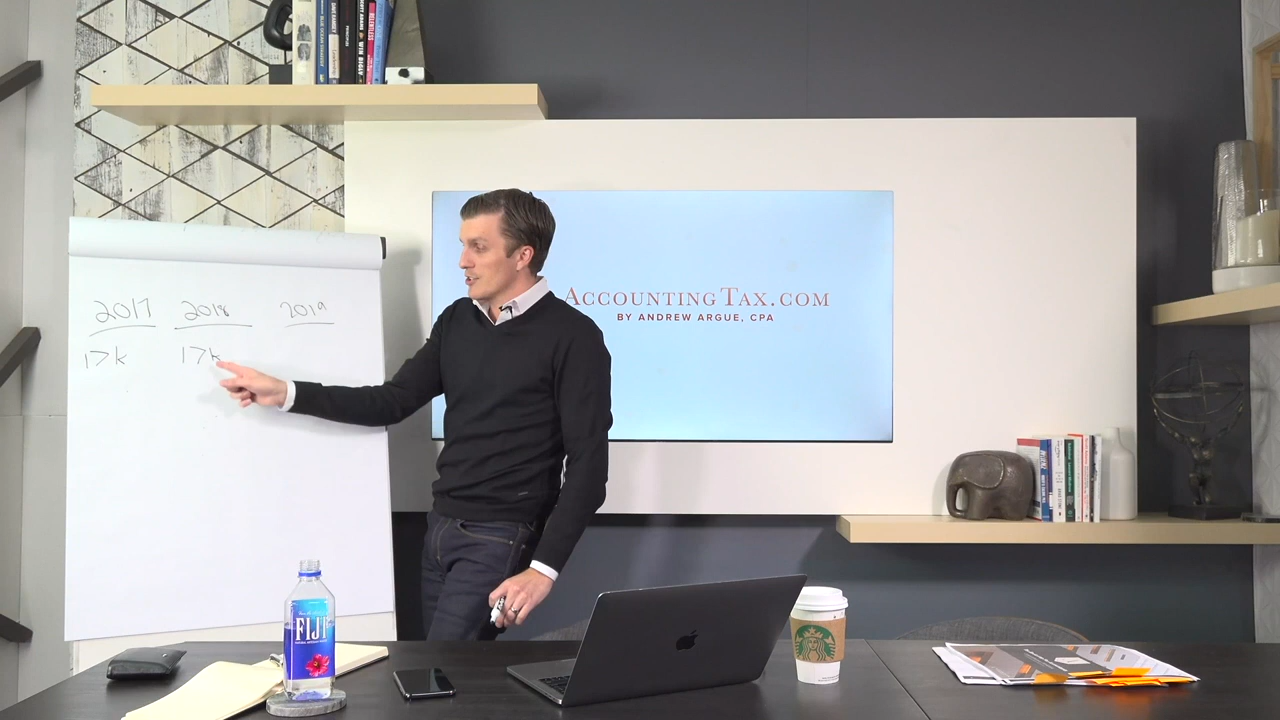 2017 2018 2019
17k 17k
AccountingTax.com
BY ANDREW ARGUE, CPA
FIJI